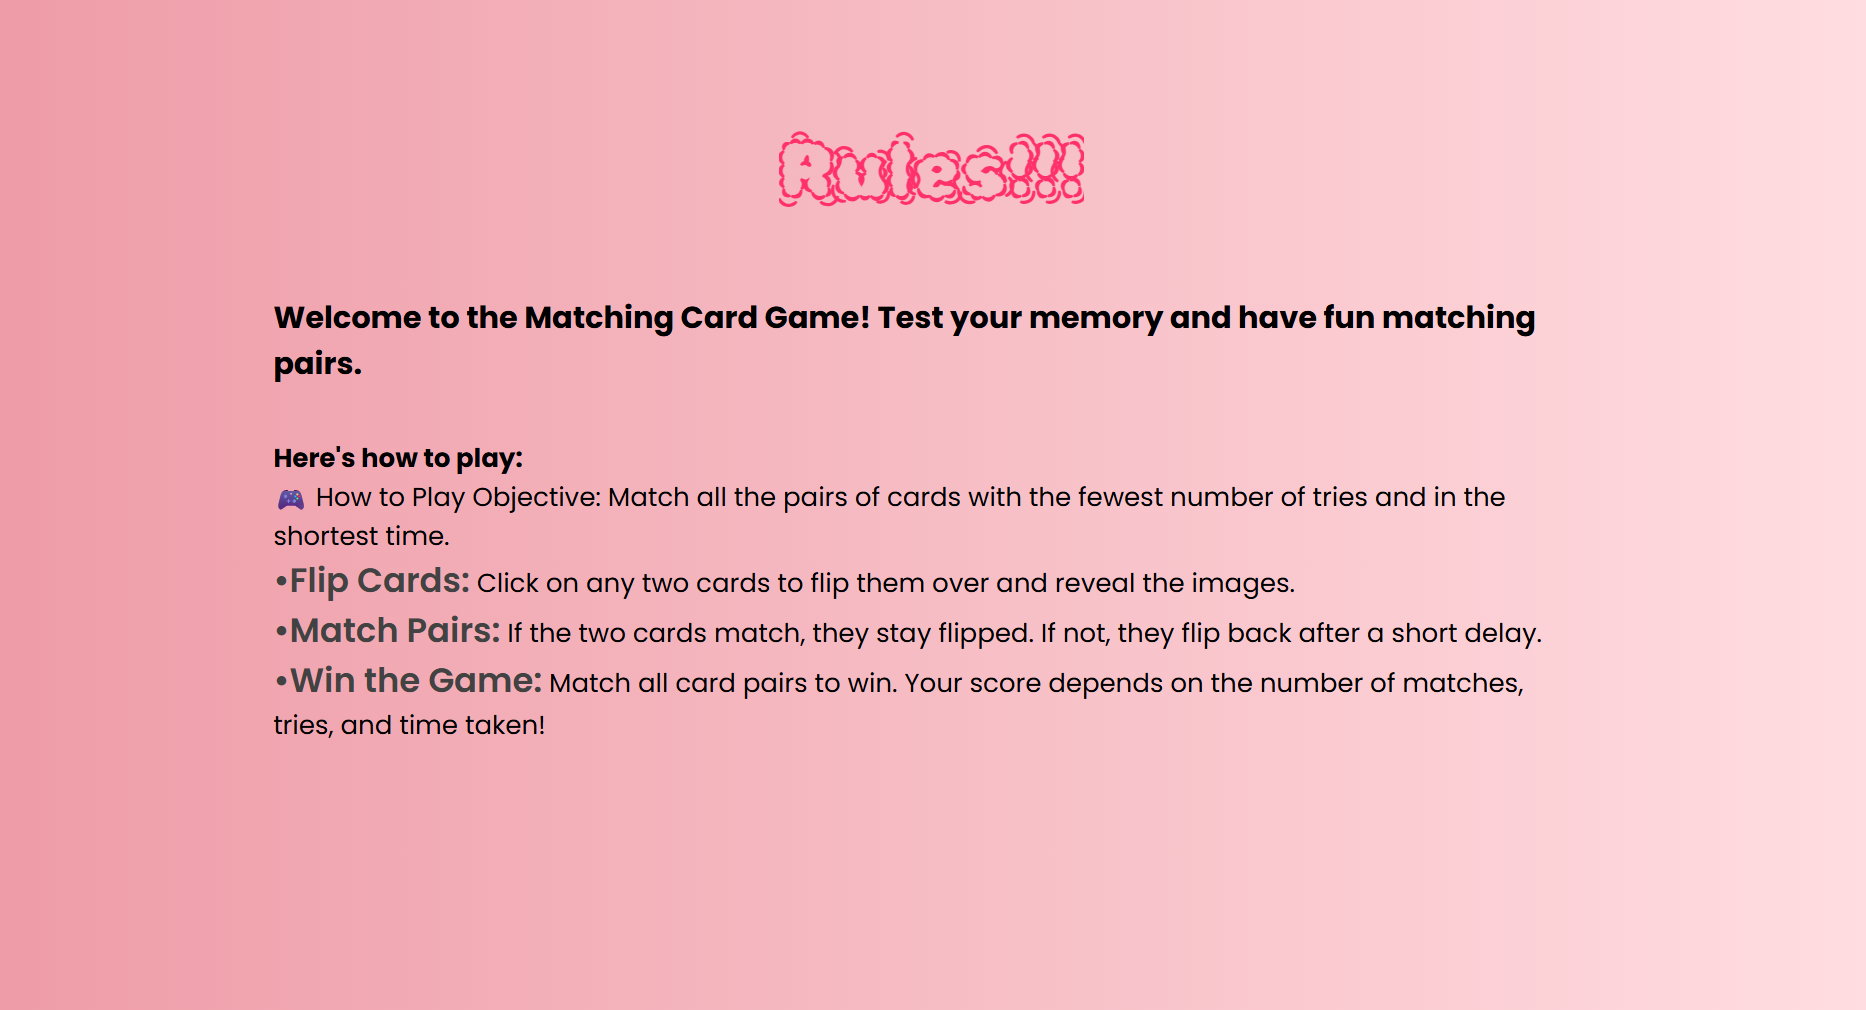 Rules!!!
Welcome to the Matching Card Game! Test your memory and have fun matching
pairs.
Here's how to play:
🎮 How to Play Objective: Match all the pairs of cards with the fewest number of tries and in the
shortest time.
•Flip Cards: Click on any two cards to flip them over and reveal the images.
•Match Pairs: If the two cards match, they stay flipped. If not, they flip back after a short delay.
•Win the Game: Match all card pairs to win. Your score depends on the number of matches,
tries, and time taken!